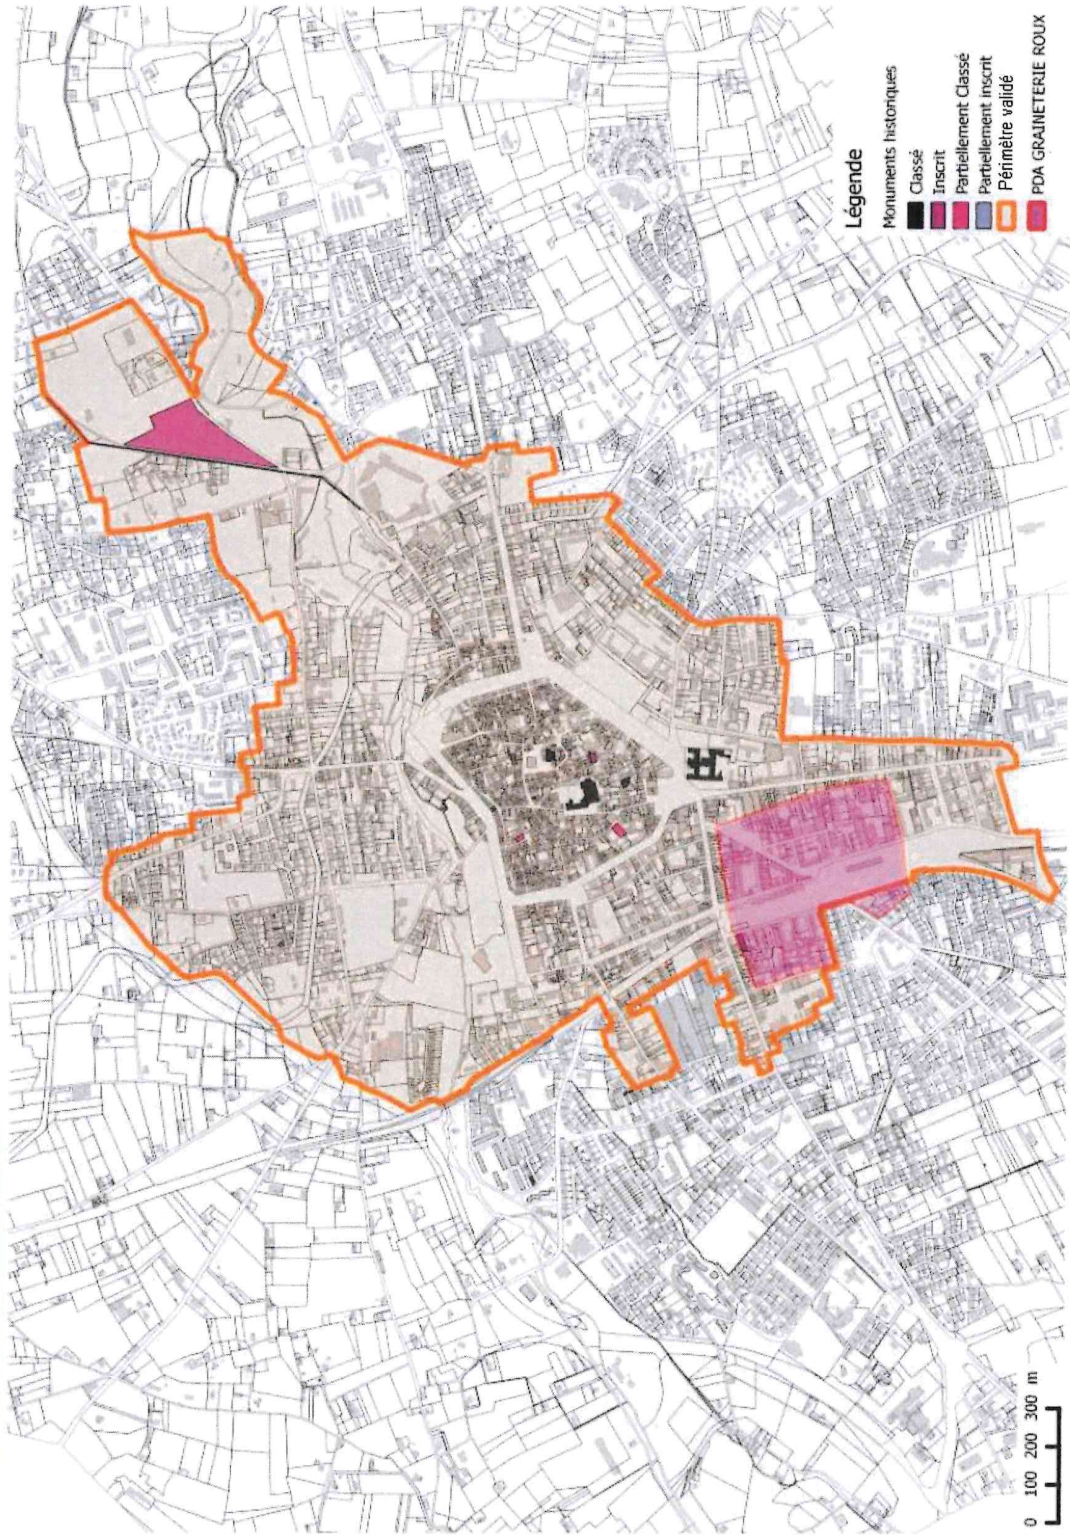 Légende
Monuments historiques
Classé
Inscrit
Partiellement Classé
Partiellement inscrit
Périmètre validé
PDA GRAINETERIE ROUX
0 100 200 300 m